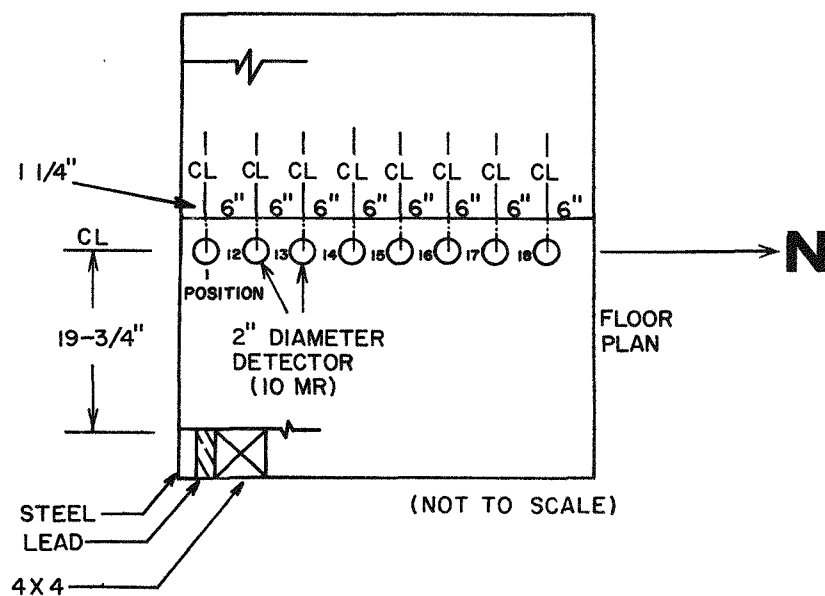 CL CL CL CL CL CL CL CL
1 1/4"
6" 6" 6" 6" 6" 6" 6" 6"
CL
12 13 14 15 16 17 18
N
POSITION
19-3/4"
2" DIAMETER
DETECTOR
(10 MR)
FLOOR
PLAN
(NOT TO SCALE)
STEEL
LEAD
4X4